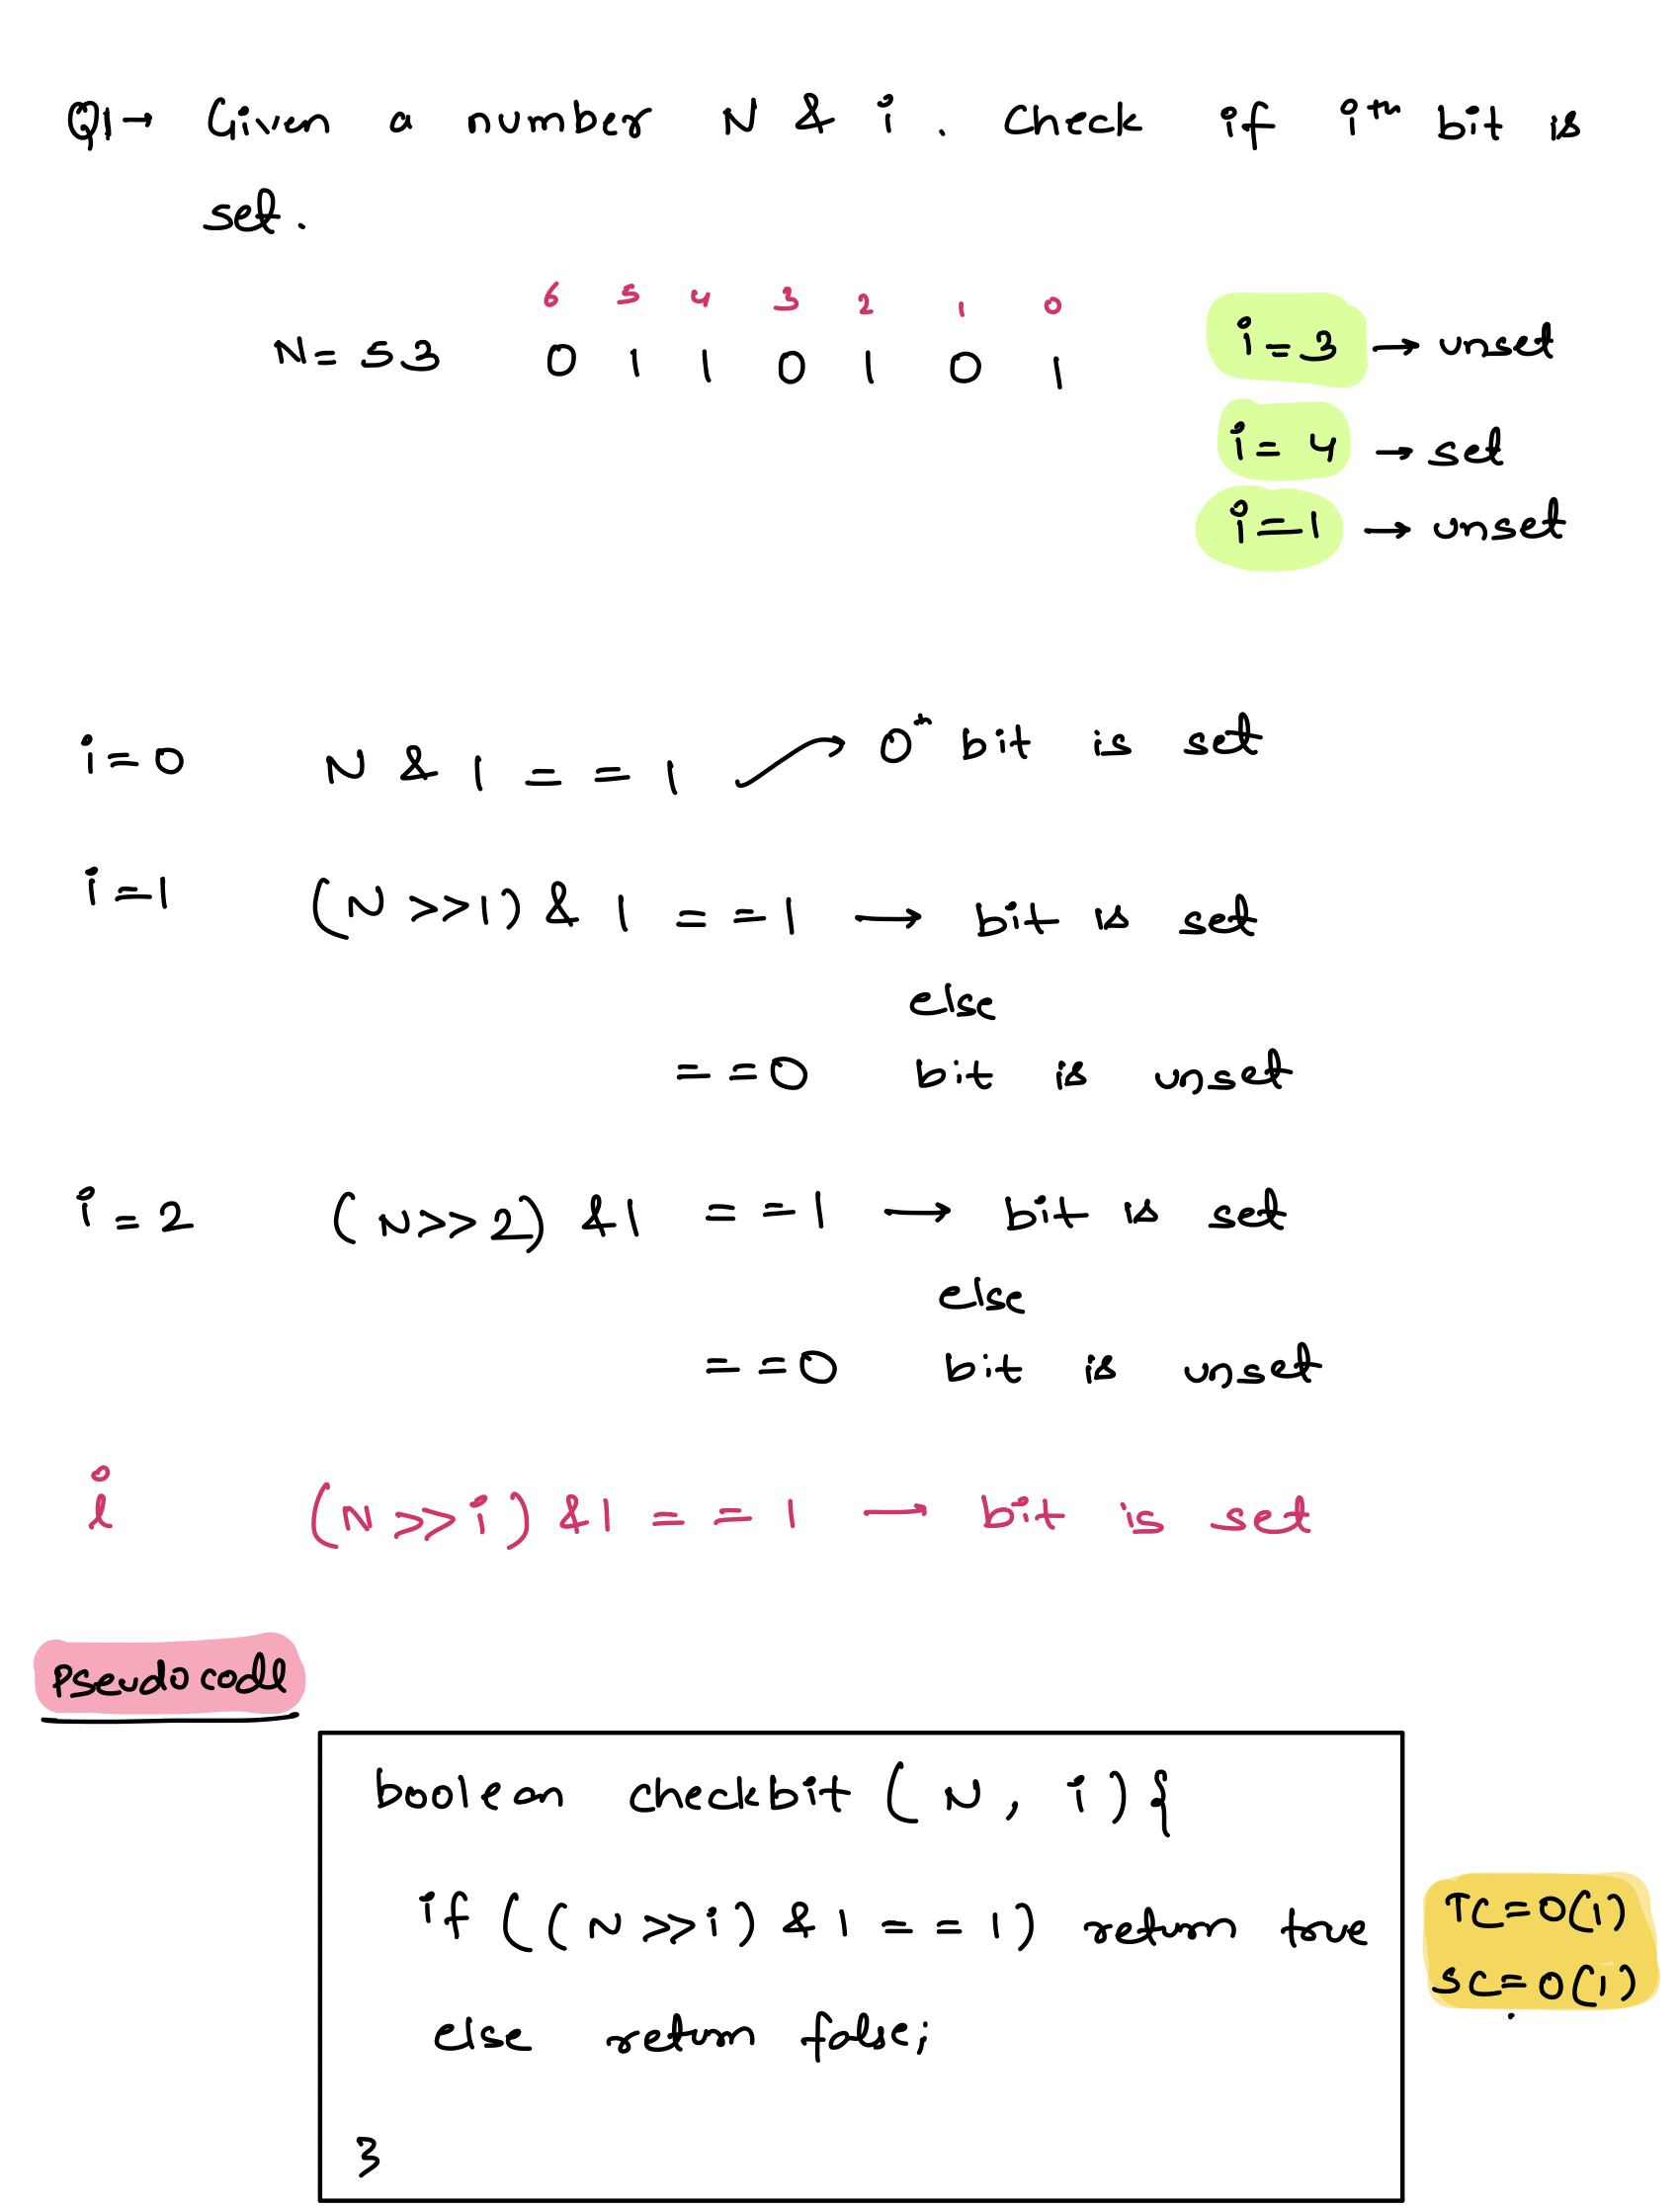 Q1→ Given a number N & i . Check if ith bit is
set.
6 5 4 3 2 1 0
N = 53 0 1 1 0 1 0 1 i = 3 → unset
i = 4 → set
i = 1 → unset
i = 0 N & 1 == 1 → 0th bit is set
i = 1 (N >> 1) & 1 == 1 → bit is set
else
== 0 bit is unset
i = 2 (N >> 2) & 1 == 1 → bit is set
else
== 0 bit is unset
i (N >> i) & 1 == 1 → bit is set
Pseudo code
boolean checkbit (N, i) {
if ((N >> i) & 1 == 1) return true
else return false;
}
TC = O(1)
SC = O(1)